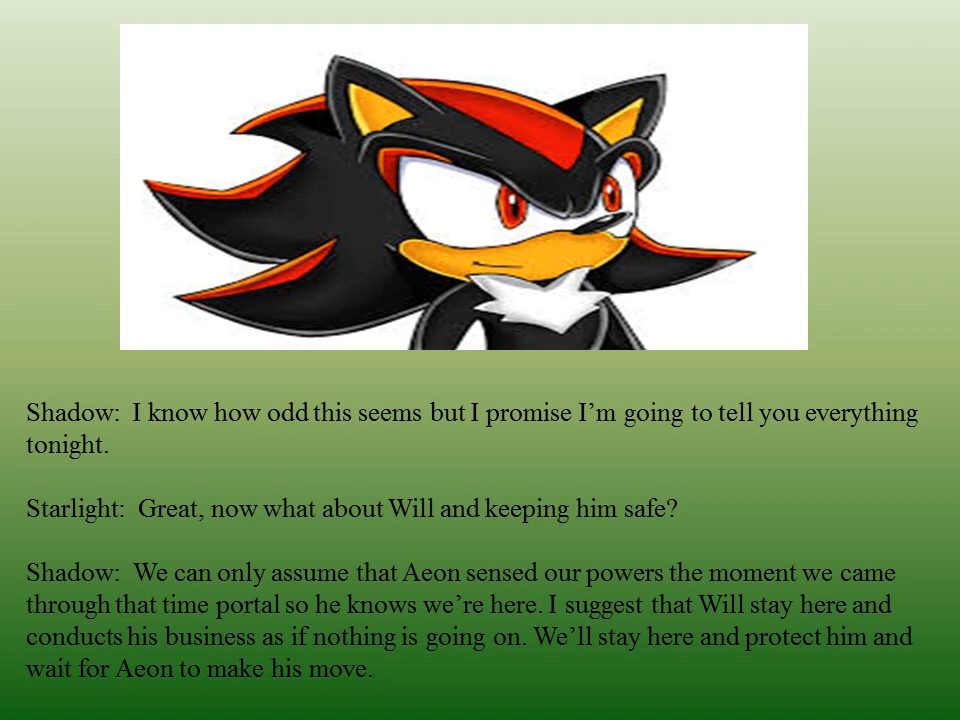 Shadow:  I know how odd this seems but I promise I’m going to tell you everything
tonight.
Starlight:  Great, now what about Will and keeping him safe?
Shadow:  We can only assume that Aeon sensed our powers the moment we came
through that time portal so he knows we’re here. I suggest that Will stay here and
conducts his business as if nothing is going on. We’ll stay here and protect him and
wait for Aeon to make his move.